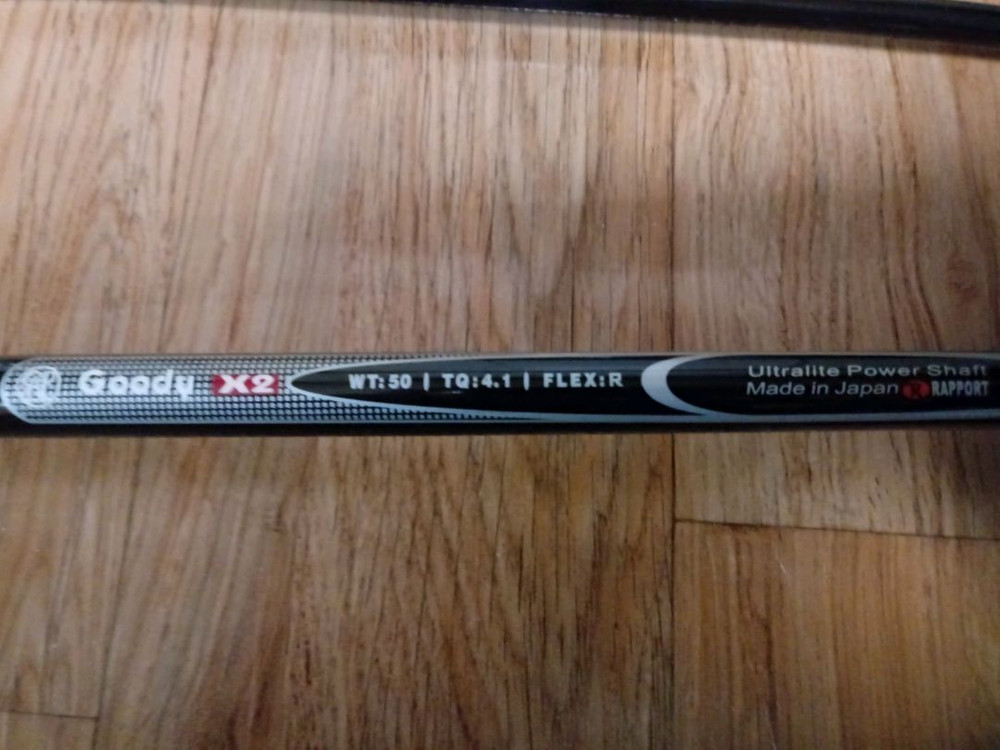 Goody X2
WT:50 | TQ:4.1 | FLEX:R
Ultralite Power Shaft
Made in Japan RAPPORT